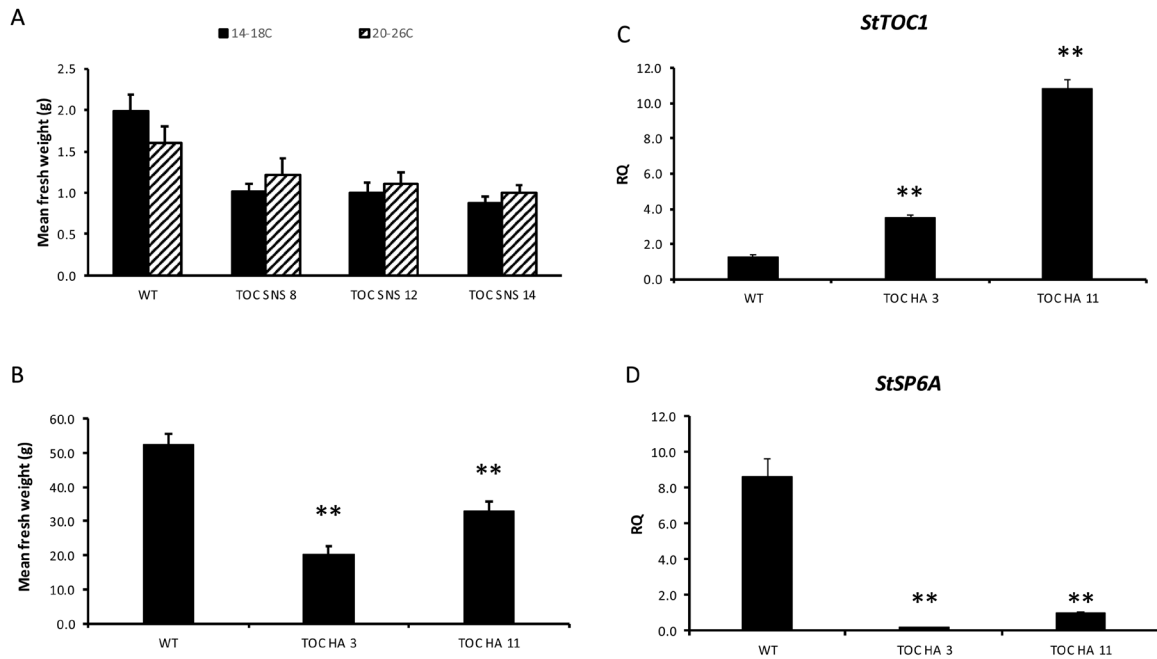 A
14-18C 20-26C
Mean fresh weight (g)
2.5
2.0
1.5
1.0
0.5
0.0
WT TOC SNS 8 TOC SNS 12 TOC SNS 14
B
Mean fresh weight (g)
60.0
50.0
40.0
30.0
20.0
10.0
0.0
**
**
WT TOC HA 3 TOC HA 11
C
StTOC1
RQ
12.0
10.0
8.0
6.0
4.0
2.0
0.0
**
**
WT TOC HA 3 TOC HA 11
D
StSP6A
RQ
12.0
10.0
8.0
6.0
4.0
2.0
0.0
** **
WT TOC HA 3 TOC HA 11